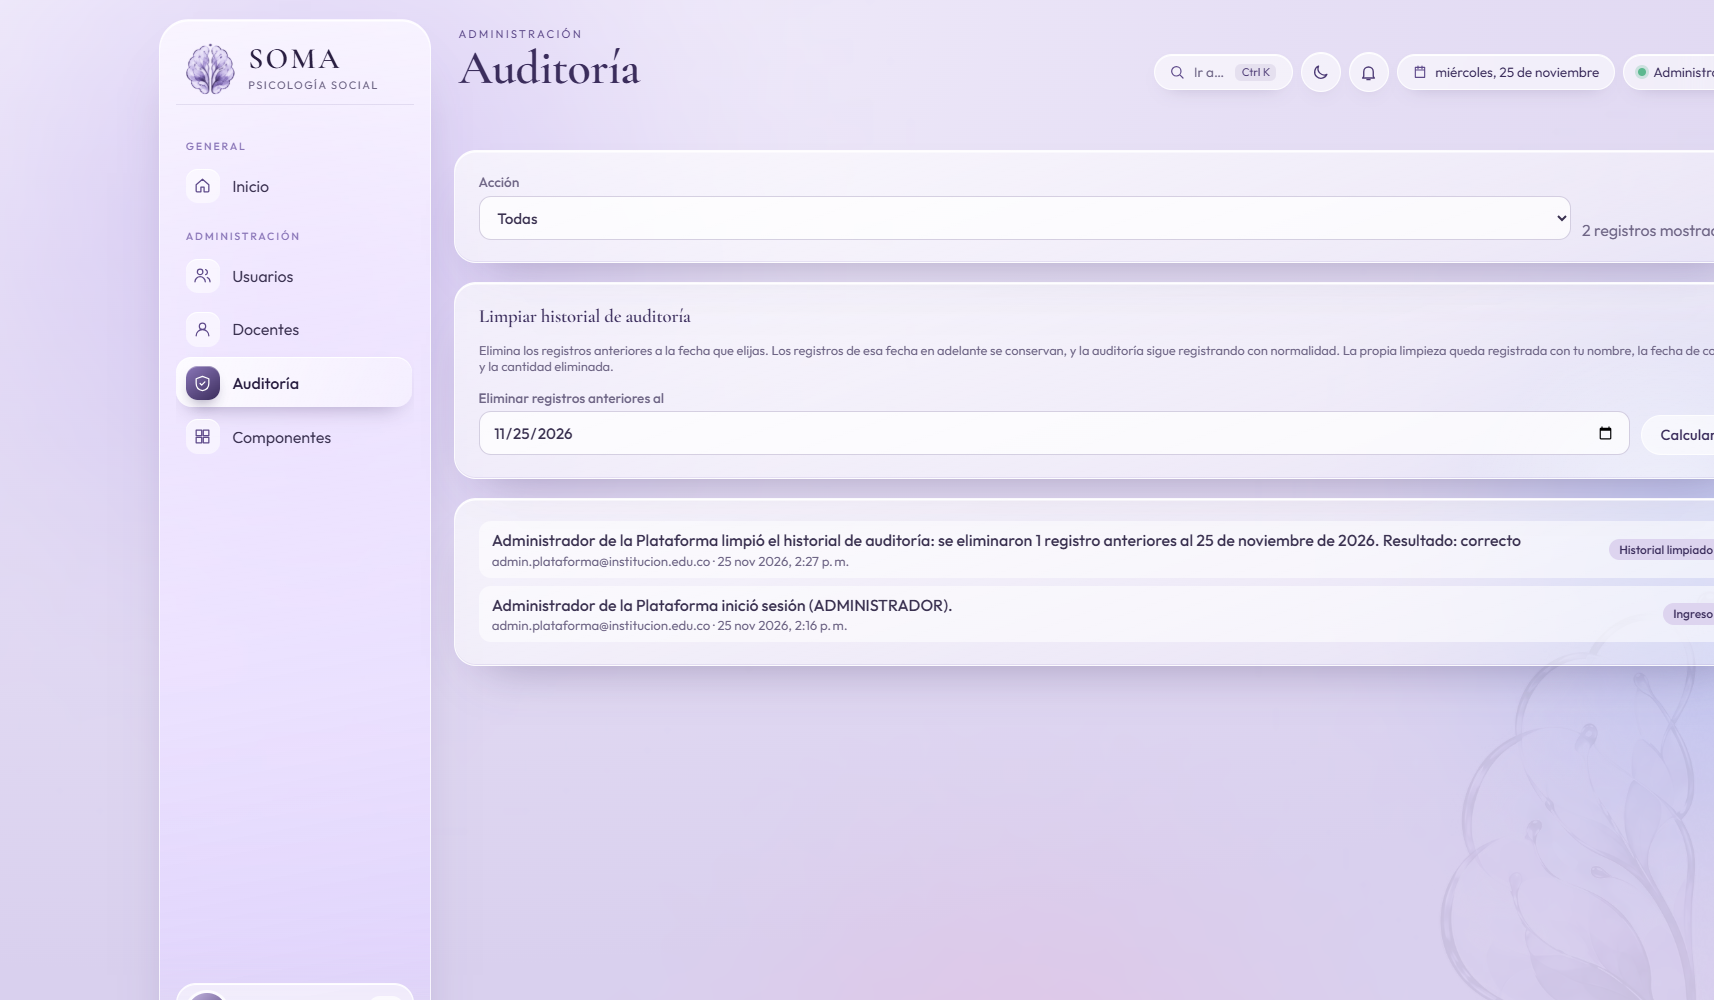 SOMA
PSICOLOGÍA SOCIAL
GENERAL
Inicio
ADMINISTRACIÓN
Usuarios
Docentes
Auditoría
Componentes
ADMINISTRACIÓN
Auditoría
Ir a...
Ctrl K
miércoles, 25 de noviembre
Acción
Todas
2 registros
Limpiar historial de auditoría
Elimina los registros anteriores a la fecha que elijas. Los registros de esa fecha en adelante se conservan, y la auditoría sigue registrando con normalidad. La propia limpieza queda registrada con tu nombre, la fecha de
y la cantidad eliminada.
Eliminar registros anteriores al
11/25/2026
Calcular
Administrador de la Plataforma limpió el historial de auditoría: se eliminaron 1 registro anteriores al 25 de noviembre de 2026. Resultado: correcto
admin.plataforma@institucion.edu.co · 25 nov 2026, 2:27 p. m.
Historial limpiado
Administrador de la Plataforma inició sesión (ADMINISTRADOR).
admin.plataforma@institucion.edu.co · 25 nov 2026, 2:16 p. m.
Ingreso